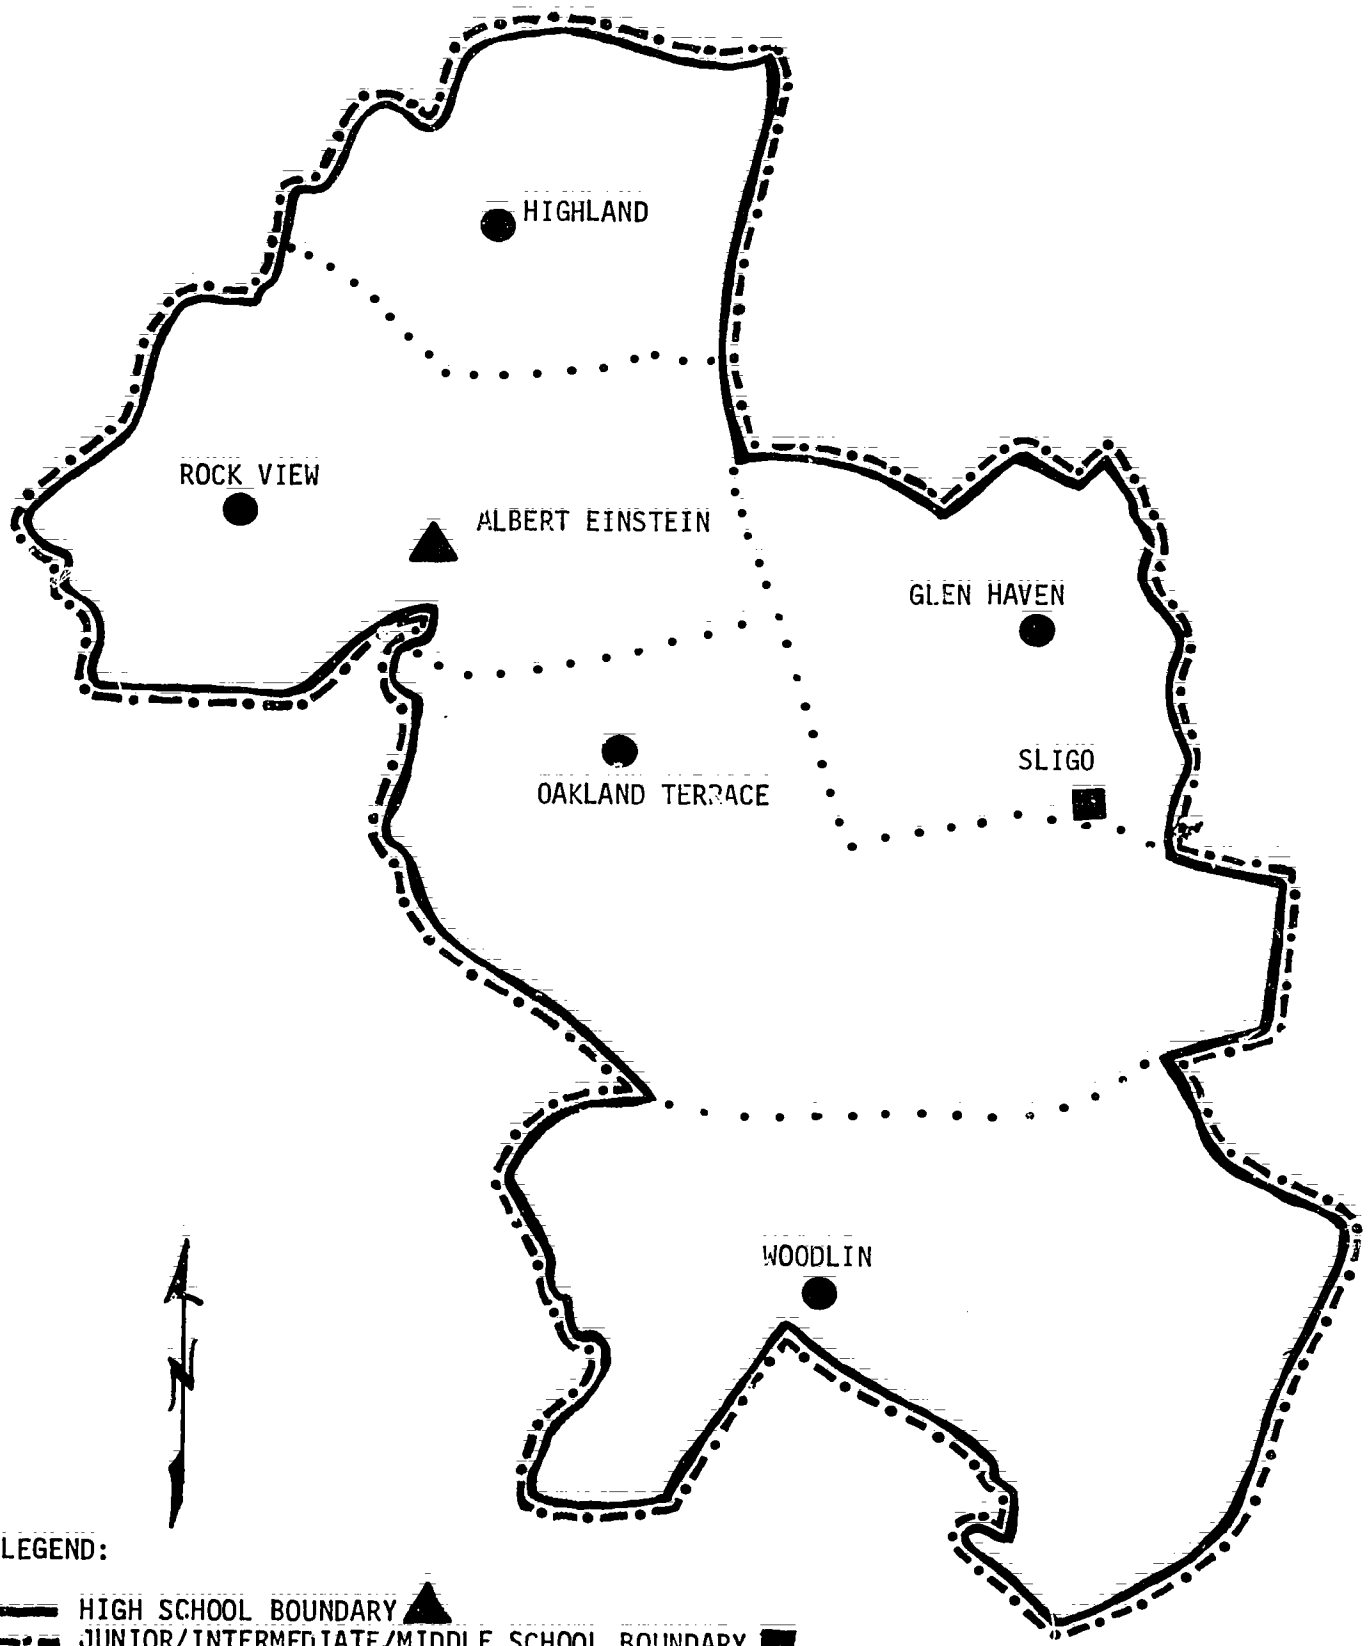 HIGHLAND
ROCK VIEW
ALBERT EINSTEIN
GLEN HAVEN
SLIGO
OAKLAND TERRACE
WOODLIN
N
LEGEND:
HIGH SCHOOL BOUNDARY
JUNIOR/INTERMEDIATE/MIDDLE SCHOOL BOUNDARY